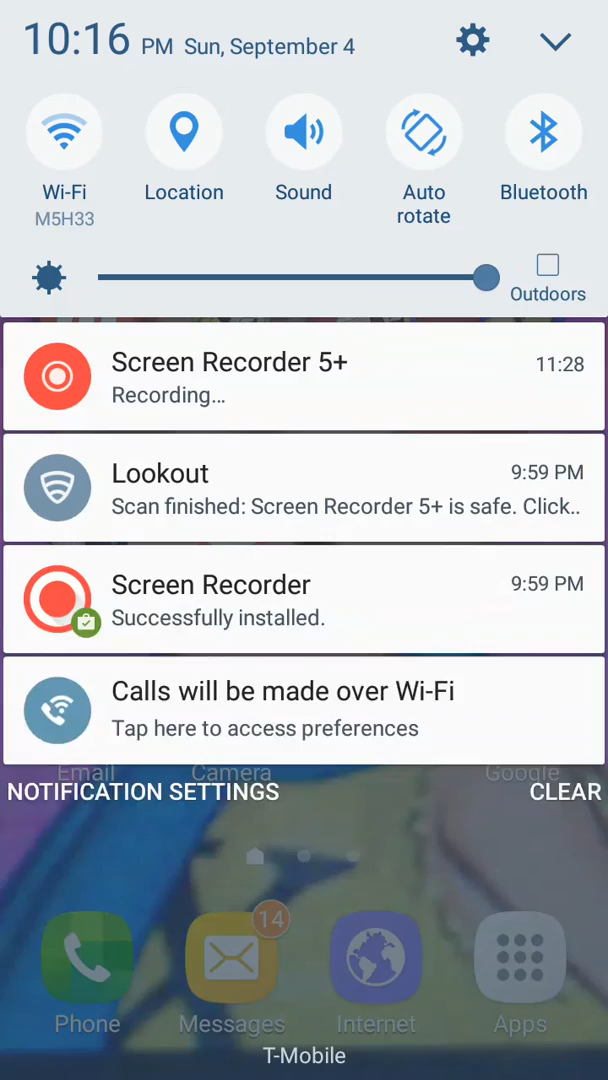 10:16 PM Sun, September 4
Wi-Fi
M5H33
Location
Sound
Auto
rotate
Bluetooth
Outdoors
Screen Recorder 5+ 11:28
Recording...
Lookout 9:59 PM
Scan finished: Screen Recorder 5+ is safe. Click..
Screen Recorder 9:59 PM
Successfully installed.
Calls will be made over Wi-Fi
Tap here to access preferences
Email Camera Google
NOTIFICATION SETTINGS CLEAR
14
Phone Messages Internet Apps
T-Mobile